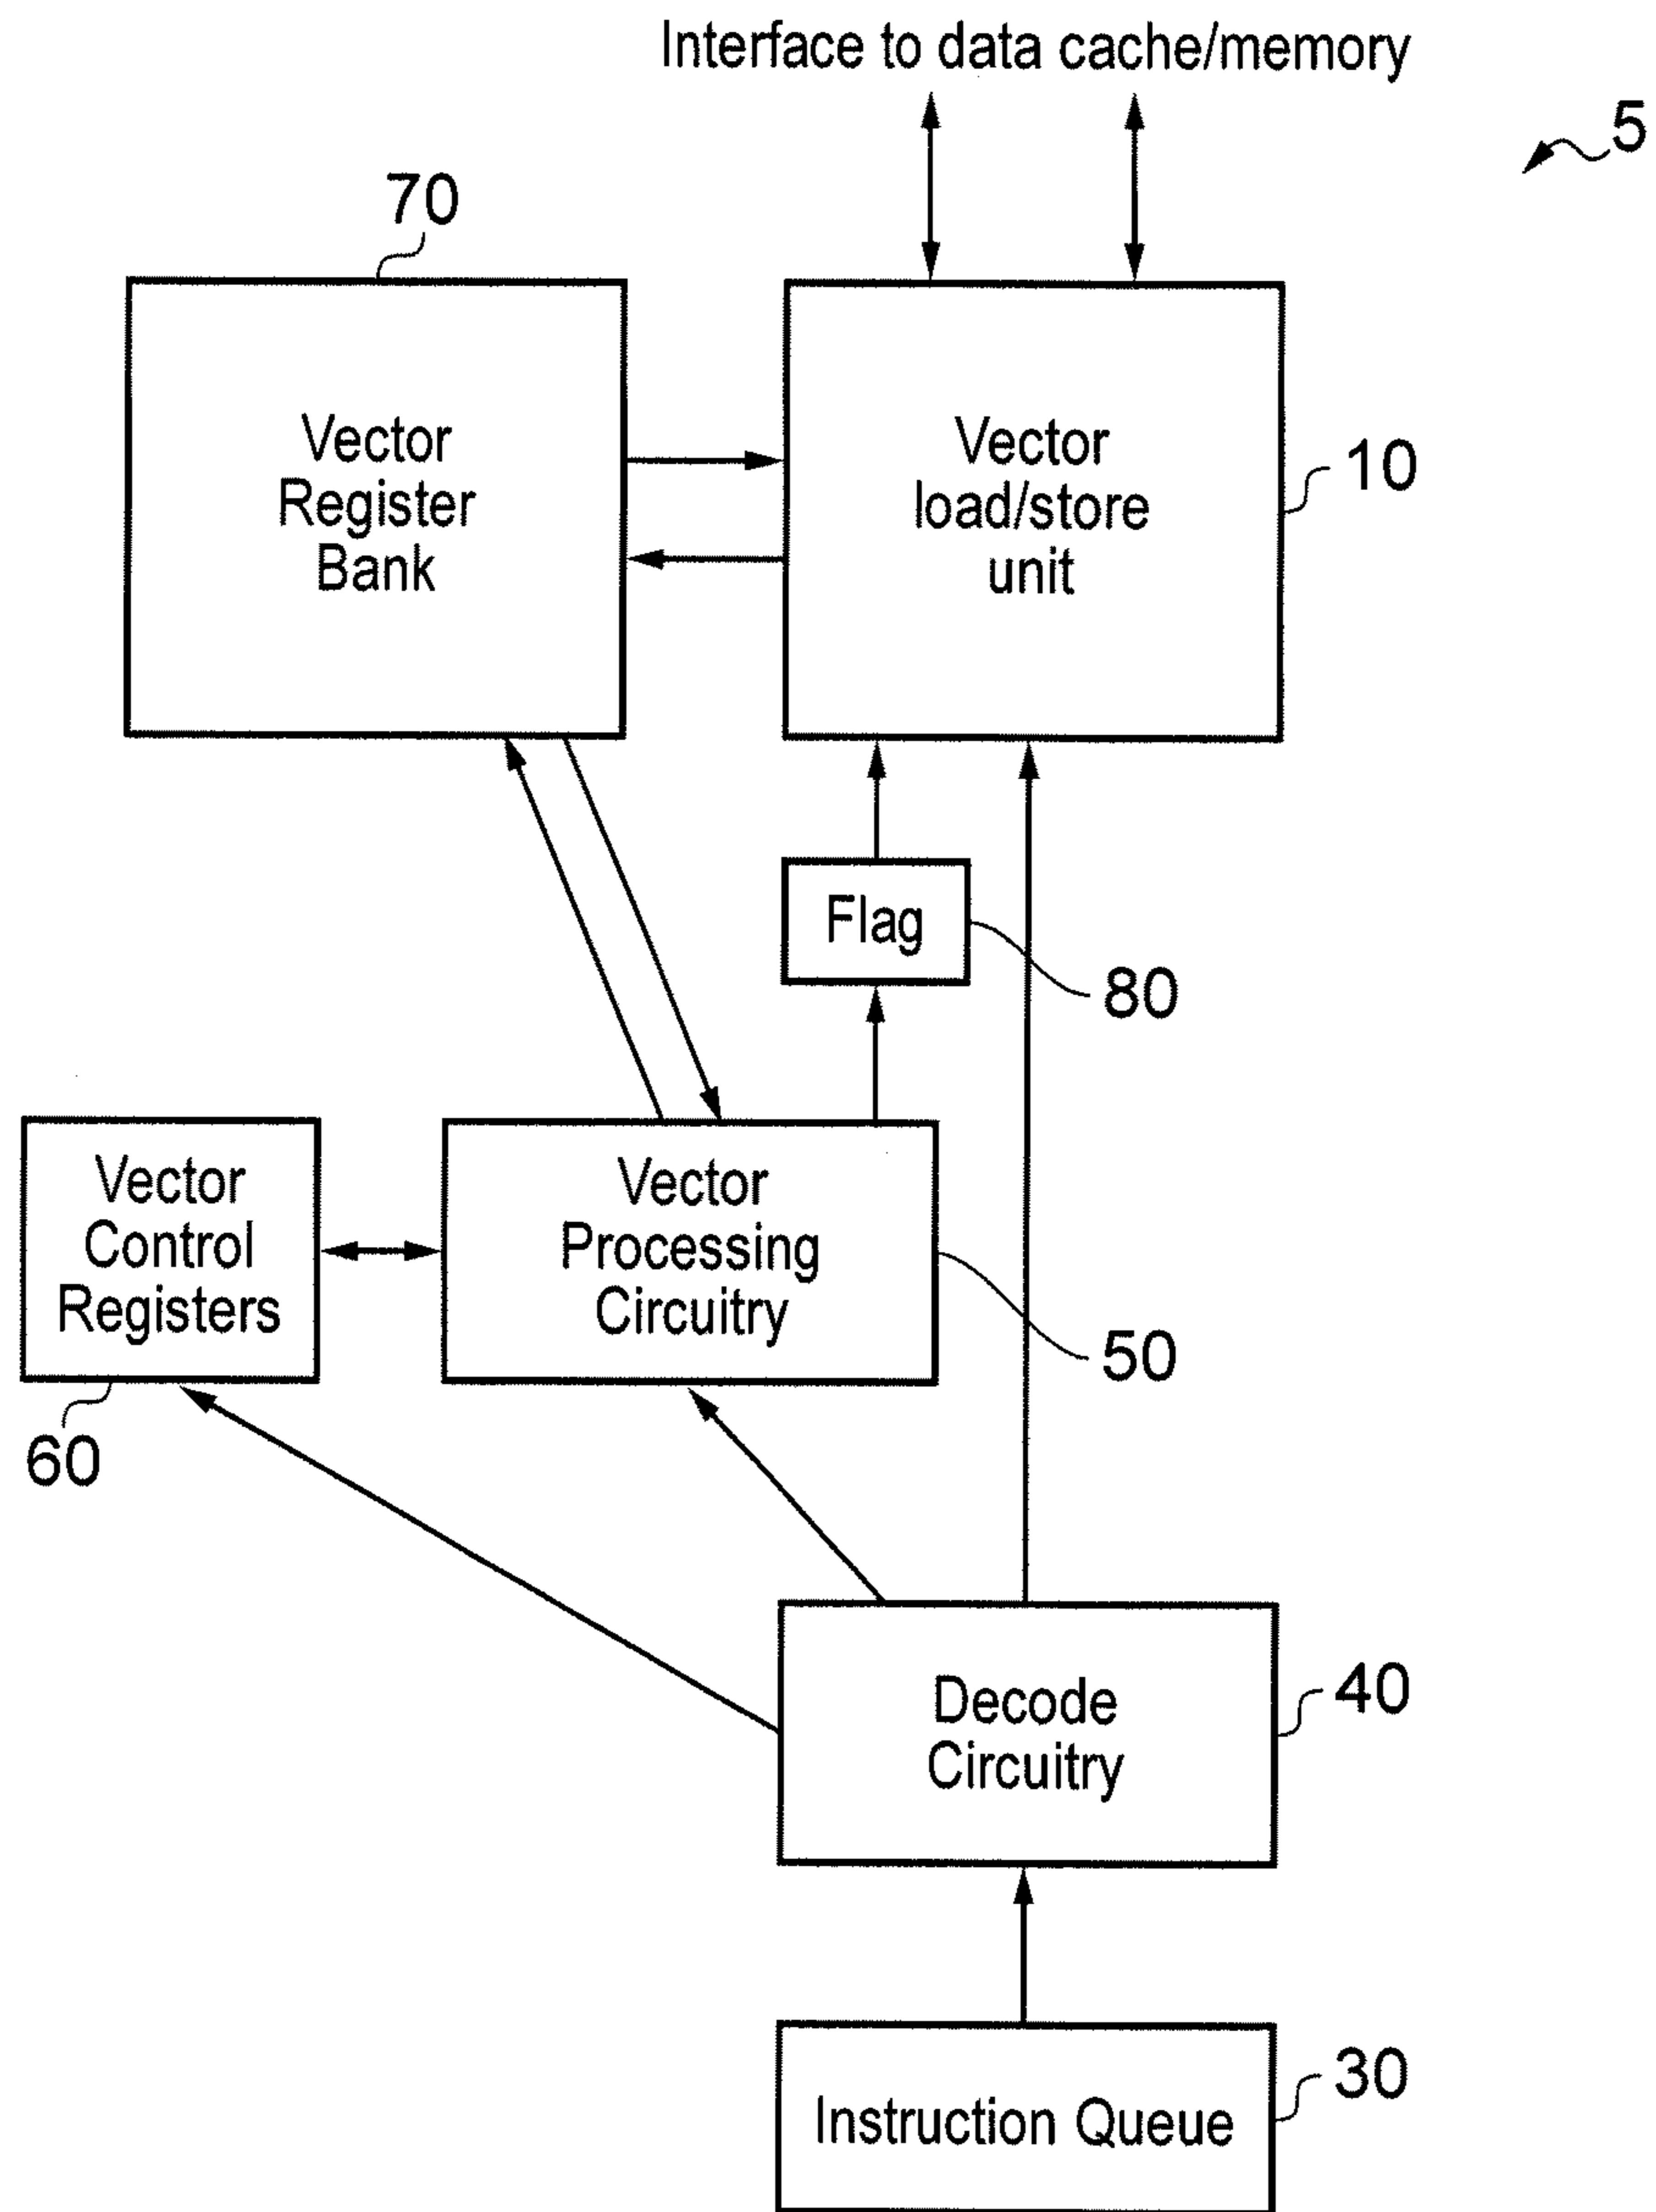 Interface to data cache/memory
5
70
Vector
Register
Bank
Vector
load/store
unit
10
Flag
80
Vector
Control
Registers
60
Vector
Processing
Circuitry
50
Decode
Circuitry
40
Instruction Queue
30